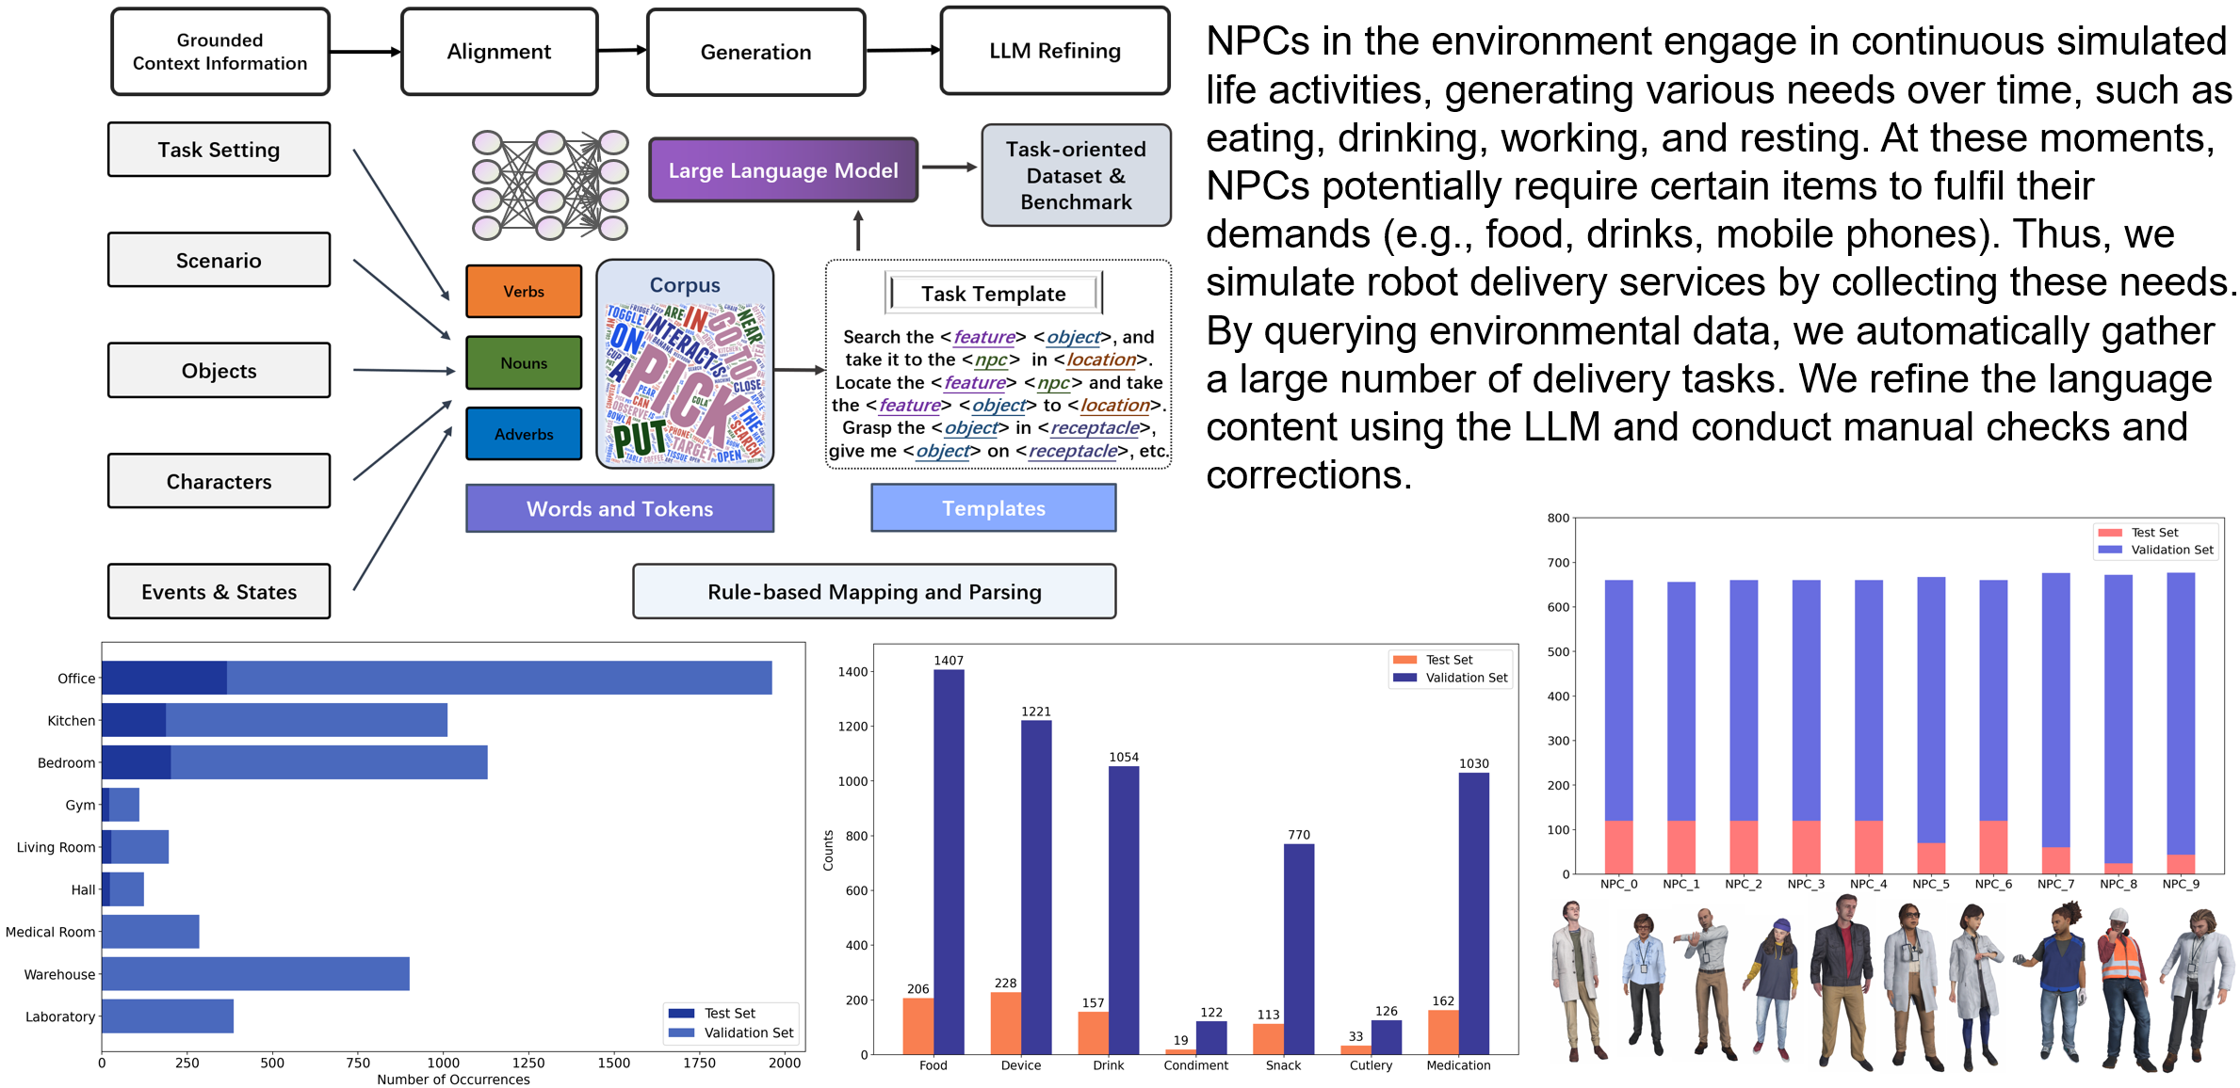 Grounded
Context Information
Alignment
Generation
LLM Refining
Task Setting
Scenario
Objects
Characters
Events & States
Verbs
Nouns
Adverbs
Corpus
TOGGLE
ARE
IN
GO TO
NEAR
ON
INTERACT
IS
A
PICK
CUP
CLOSE
PEAR
CAN
COLA
OBSERVE
BOWL
THE
SEARCH
PUT
PHONE
TARGET
TISSUE
OPEN
Words and Tokens
Large Language Model
Task-oriented
Dataset &
Benchmark
Task Template
Search the <feature> <object>, and
take it to the <npc> in <location>.
Locate the <feature> <npc> and take
the <feature> <object> to <location>.
Grasp the <object> in <receptacle>,
give me <object> on <receptacle>, etc.
Templates
Rule-based Mapping and Parsing
NPCs in the environment engage in continuous simulated
life activities, generating various needs over time, such as
eating, drinking, working, and resting. At these moments,
NPCs potentially require certain items to fulfil their
demands (e.g., food, drinks, mobile phones). Thus, we
simulate robot delivery services by collecting these needs.
By querying environmental data, we automatically gather
a large number of delivery tasks. We refine the language
content using the LLM and conduct manual checks and
corrections.
Office
Kitchen
Bedroom
Gym
Living Room
Hall
Medical Room
Warehouse
Laboratory
Test Set
Validation Set
0 250 500 750 1000 1250 1500 1750 2000
Number of Occurrences
Counts
1400
1200
1000
800
600
400
200
0
Test Set
Validation Set
206 1407
228 1221
157 1054
19 122
113 770
33 126
162 1030
Food Device Drink Condiment Snack Cutlery Medication
800
700
600
500
400
300
200
100
0
Test Set
Validation Set
NPC_0 NPC_1 NPC_2 NPC_3 NPC_4 NPC_5 NPC_6 NPC_7 NPC_8 NPC_9